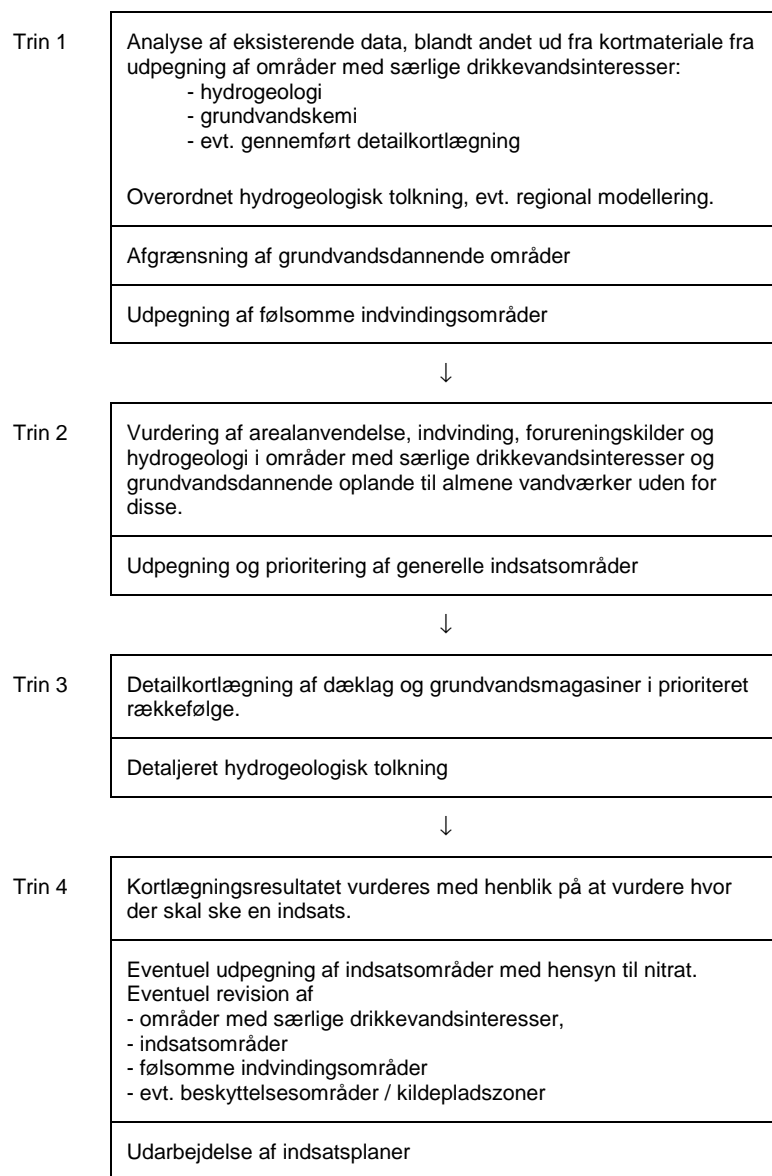 Trin 1
Analyse af eksisterende data, blandt andet ud fra kortmateriale fra
udpegning af områder med særlige drikkevandsinteresser:
- hydrogeologi
- grundvandskemi
- evt. gennemført detailkortlægning
Overordnet hydrogeologisk tolkning, evt. regional modellering.
Afgrænsning af grundvandsdannende områder
Udpegning af følsomme indvindingsområder
↓
Trin 2
Vurdering af arealanvendelse, indvinding, forureningskilder og
hydrogeologi i områder med særlige drikkevandsinteresser og
grundvandsdannende oplande til almene vandværker uden for
disse.
Udpegning og prioritering af generelle indsatsområder
↓
Trin 3
Detailkortlægning af dæklag og grundvandsmagasiner i prioriteret
rækkefølge.
Detaljeret hydrogeologisk tolkning
↓
Trin 4
Kortlægningsresultatet vurderes med henblik på at vurdere hvor
der skal ske en indsats.
Eventuel udpegning af indsatsområder med hensyn til nitrat.
Eventuel revision af
- områder med særlige drikkevandsinteresser,
- indsatsområder
- følsomme indvindingsområder
- evt. beskyttelsesområder / kildepladszoner
Udarbejdelse af indsatsplaner